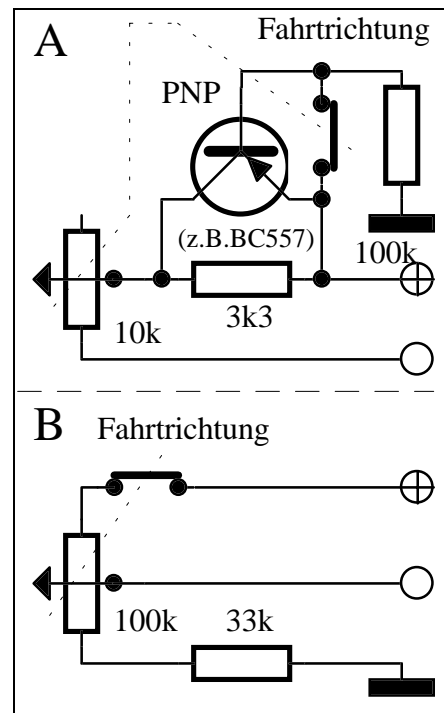 A
Fahrtrichtung
PNP
(z.B.BC557)
100k
3k3
10k
B
Fahrtrichtung
100k
33k